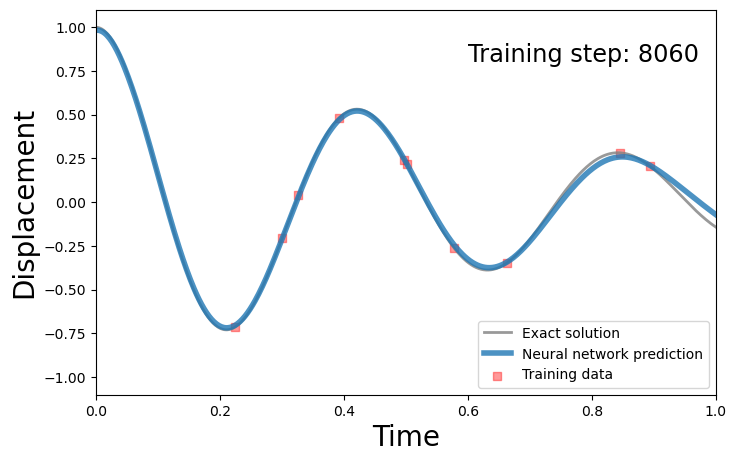 Training step: 8060
Displacement
1.00
0.75
0.50
0.25
0.00
−0.25
−0.50
−0.75
−1.00
Exact solution
Neural network prediction
Training data
0.0 0.2 0.4 0.6 0.8 1.0
Time